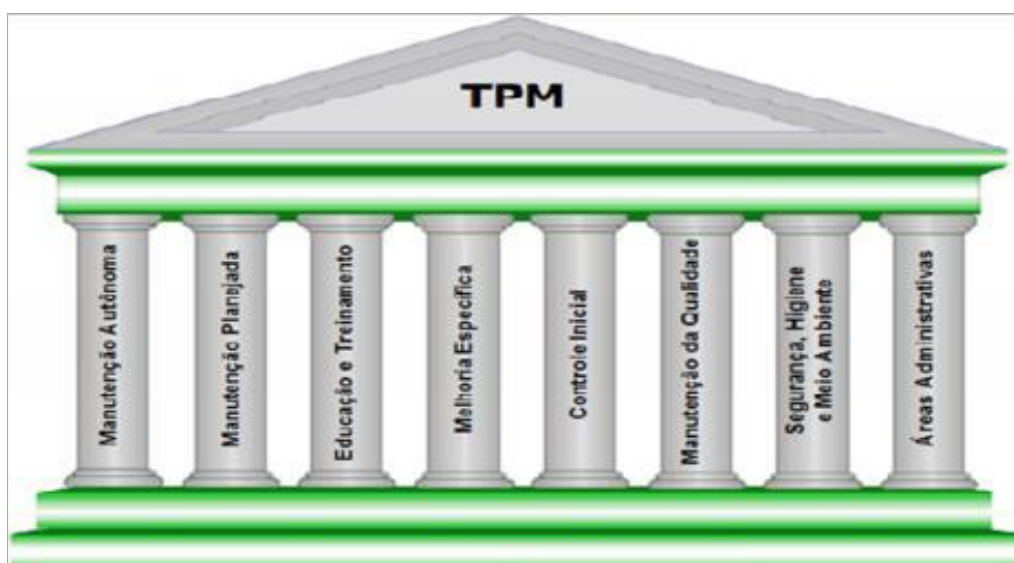 TPM
Manutenção Autônoma
Manutenção Planejada
Educação e Treinamento
Melhoria Específica
Controle Inicial
Manutenção da Qualidade
Segurança, Higiene
e Meio Ambiente
Áreas Administrativas